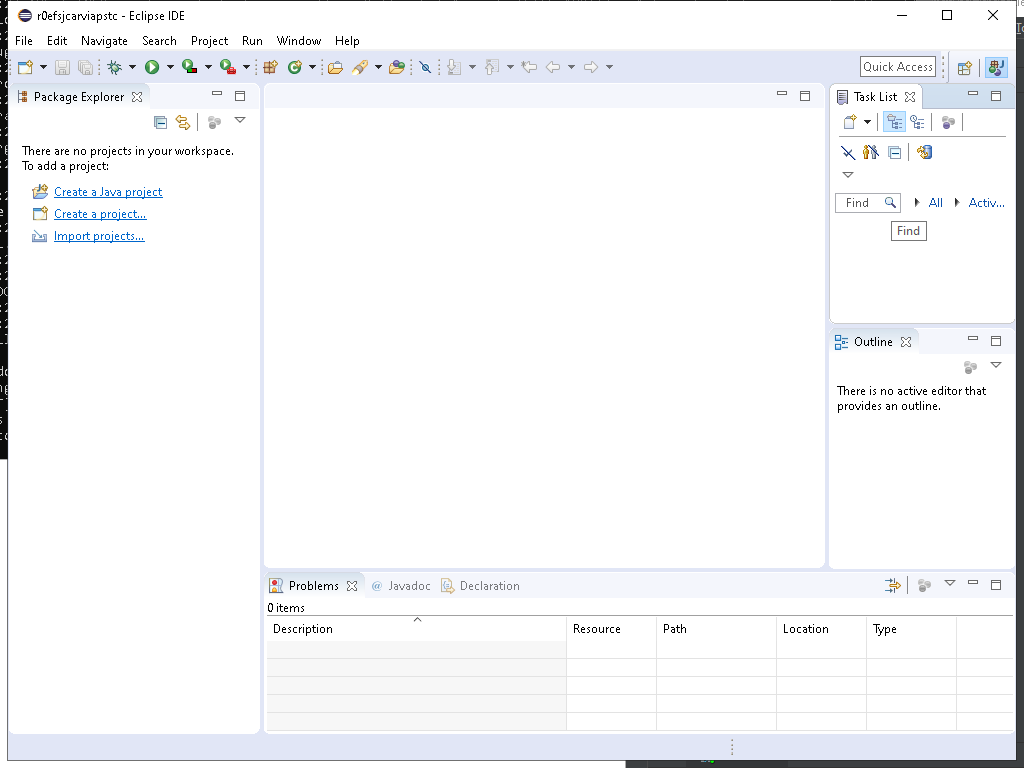 r0efsjcarviapstc - Eclipse IDE
File Edit Navigate Search Project Run Window Help
Quick Access
Package Explorer
Task List
There are no projects in your workspace.
To add a project:
Create a Java project
Create a project...
Import projects...
Find All Activ...
Find
Outline
There is no active editor that
provides an outline.
Problems @ Javadoc Declaration
0 items
Description Resource Path Location Type